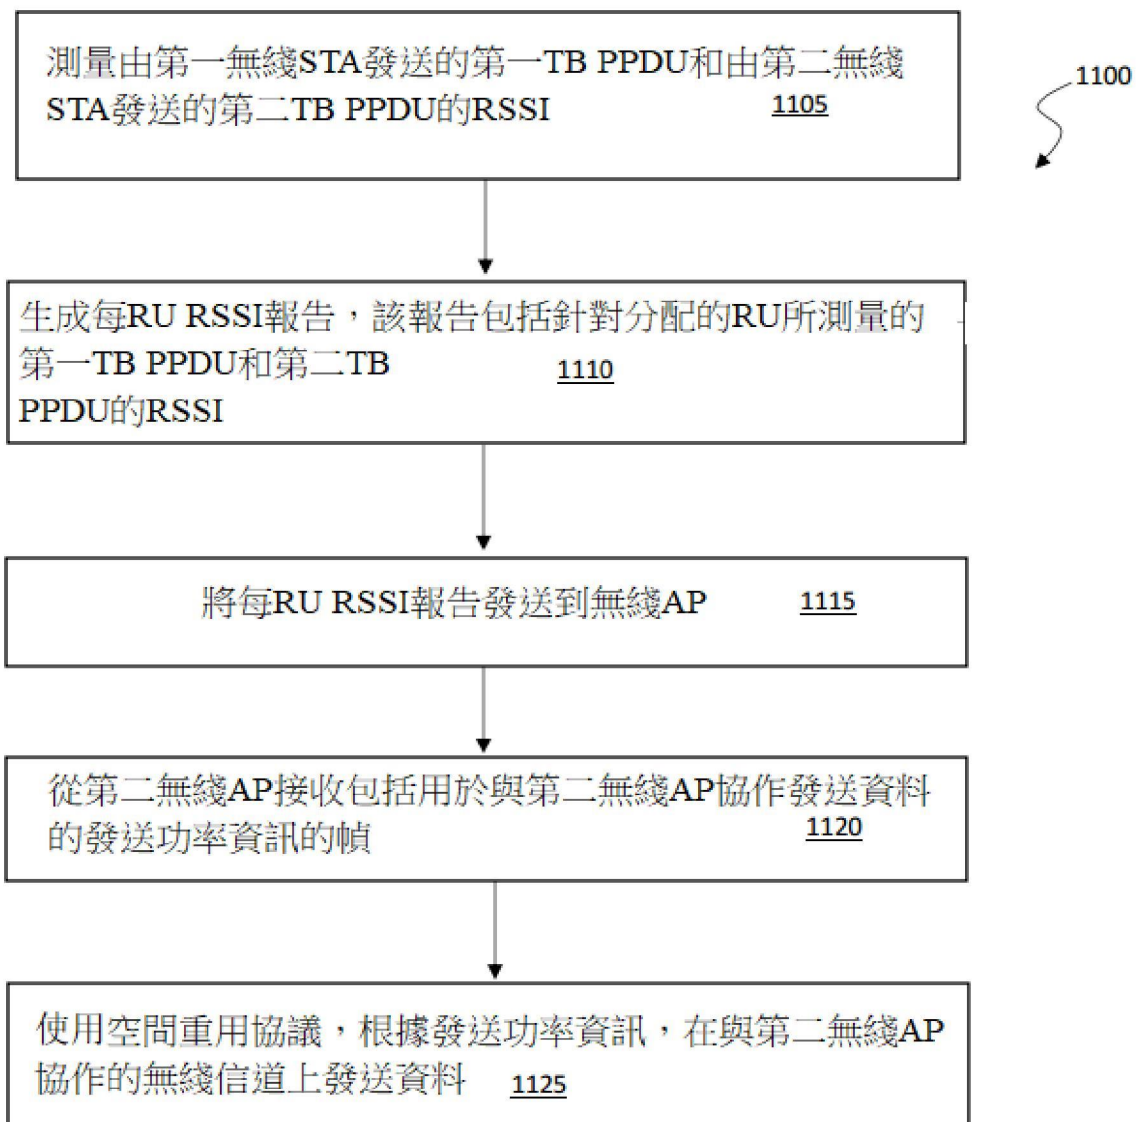 測量由第一無綫STA發送的第一TB PPDU和由第二無綫
STA發送的第二TB PPDU的RSSI
1105
1100
生成每RU RSSI報告，該報告包括針對分配的RU所測量的
第一TB PPDU和第二TB
1110
PPDU的RSSI
將每RU RSSI報告發送到無綫AP
1115
從第二無綫AP接收包括用於與第二無綫AP協作發送資料
的發送功率資訊的幀
1120
使用空間重用協議，根據發送功率資訊，在與第二無綫AP
協作的無綫信道上發送資料
1125